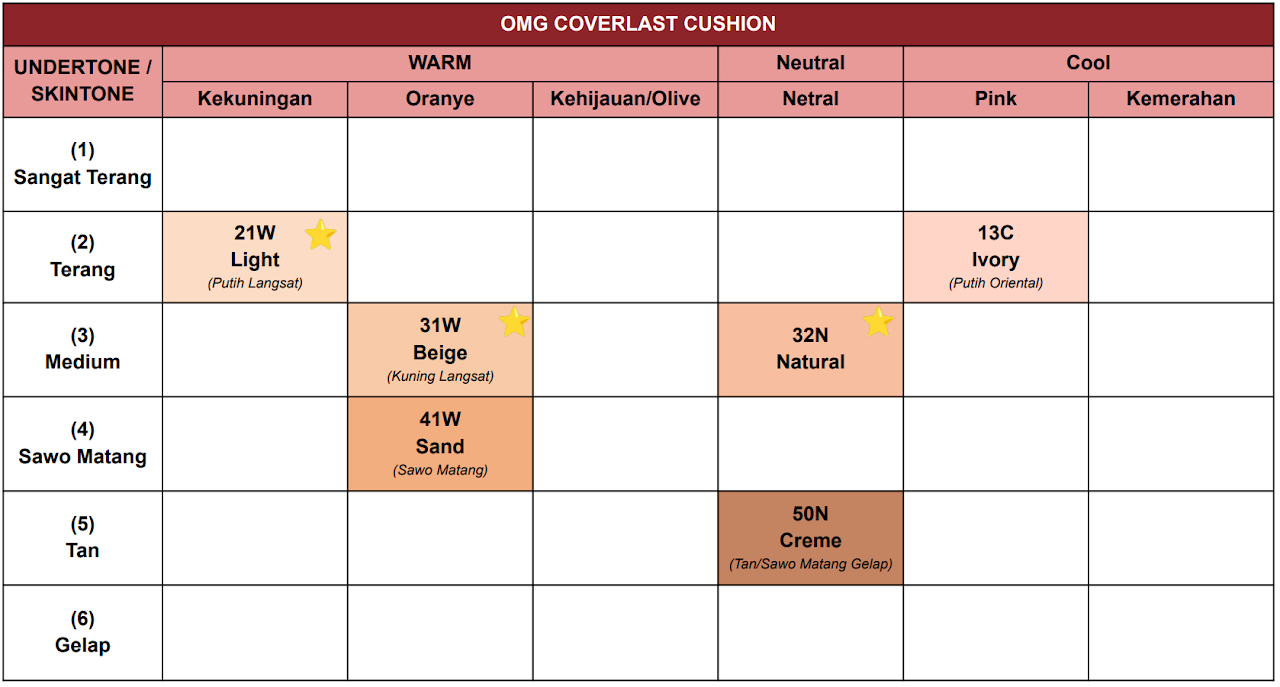 OMG COVERLAST CUSHION
UNDERTONE /
SKINTONE
WARM
Neutral
Cool
Kekuningan
Oranye
Kehijauan/Olive
Netral
Pink
Kemerahan
(1)
Sangat Terang
(2)
Terang
21W
Light
(Putih Langsat)
13C
Ivory
(Putih Oriental)
(3)
Medium
31W
Beige
(Kuning Langsat)
32N
Natural
(4)
Sawo Matang
41W
Sand
(Sawo Matang)
(5)
Tan
50N
Creme
(Tan/Sawo Matang Gelap)
(6)
Gelap